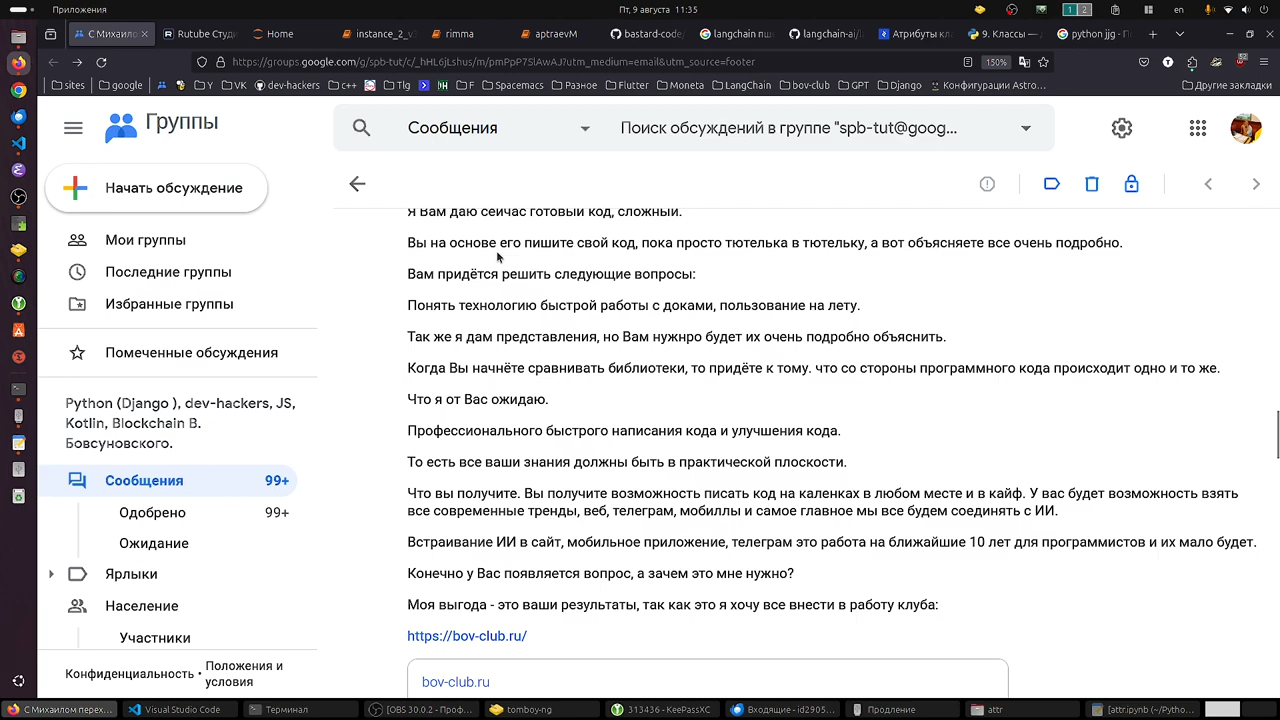 Приложения
Пт, 9 августа 11:35
1 2
en
С Михаило
Rutube Студ
Home
instance_2_v
rimma
aptraevM
bastard-code
langchain пш
langchain-ai/l
Атрибуты кл
9. Классы —
python jjg - П
https://groups.google.com/g/spb-tut/c/_hHL6jLshus/m/pmPpP7SlAwAJ?utm_medium=email&utm_source=footer
150%
sites
google
Y
VK
dev-hackers
c++
Tlg
H
F
Spacemacs
Разное
Flutter
Moneta
LangChain
bov-club
GPT
Django
Конфигурации Astro...
Другие закладки
Группы
Сообщения
Поиск обсуждений в группе "spb-tut@goog...
Начать обсуждение
Мои группы
Последние группы
Избранные группы
Помеченные обсуждения
Python (Django ), dev-hackers, JS,
Kotlin, Blockchain В.
Бовсуновского.
Сообщения 99+
Одобрено 99+
Ожидание
Ярлыки
Население
Участники
Конфиденциальность • Положения и
условия
Я Вам даю сейчас готовый код, сложный.
Вы на основе его пишите свой код, пока просто тютелька в тютельку, а вот объясняете все очень подробно.
Вам придётся решить следующие вопросы:
Понять технологию быстрой работы с доками, пользование на лету.
Так же я дам представления, но Вам нужнро будет их очень подробно объяснить.
Когда Вы начнёте сравнивать библиотеки, то придёте к тому. что со стороны программного кода происходит одно и то же.
Что я от Вас ожидаю.
Профессионального быстрого написания кода и улучшения кода.
То есть все ваши знания должны быть в практической плоскости.
Что вы получите. Вы получите возможность писать код на каленках в любом месте и в кайф. У вас будет возможность взять
все современные тренды, веб, телеграм, мобиллы и самое главное мы все будем соединять с ИИ.
Встраивание ИИ в сайт, мобильное приложение, телеграм это работа на ближайшие 10 лет для программистов и их мало будет.
Конечно у Вас появляется вопрос, а зачем это мне нужно?
Моя выгода - это ваши результаты, так как это я хочу все внести в работу клуба:
https://bov-club.ru/
bov-club.ru
С Михаилом перех...
Visual Studio Code
Терминал
[OBS 30.0.2 - Проф...
tomboy-ng
313436 - KeePassXC
Входящие - id2905...
Продление
attr
[attr.ipynb (~/Pytho...